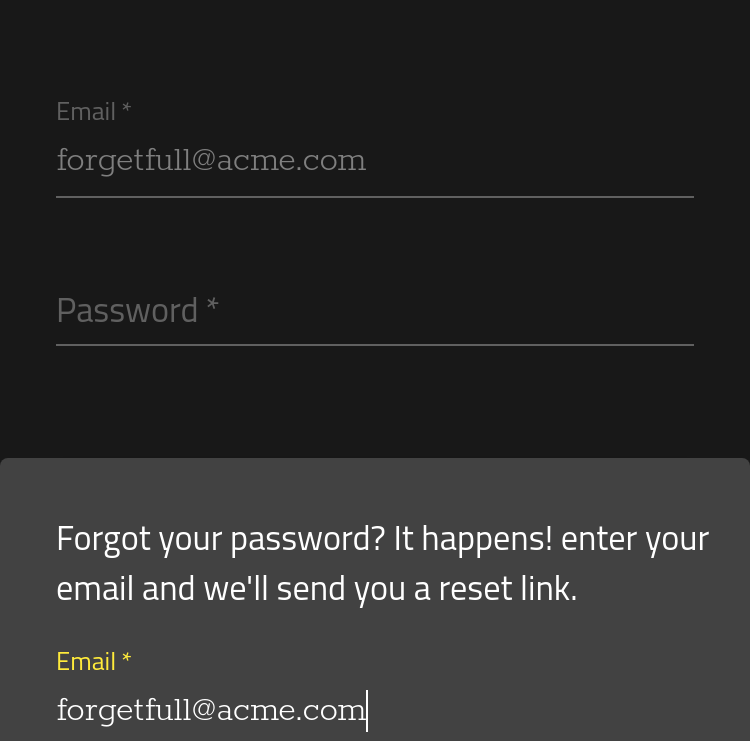 Email *
forgetfull@acme.com
Password *
Forgot your password? It happens! enter your
email and we'll send you a reset link.
Email *
forgetfull@acme.com